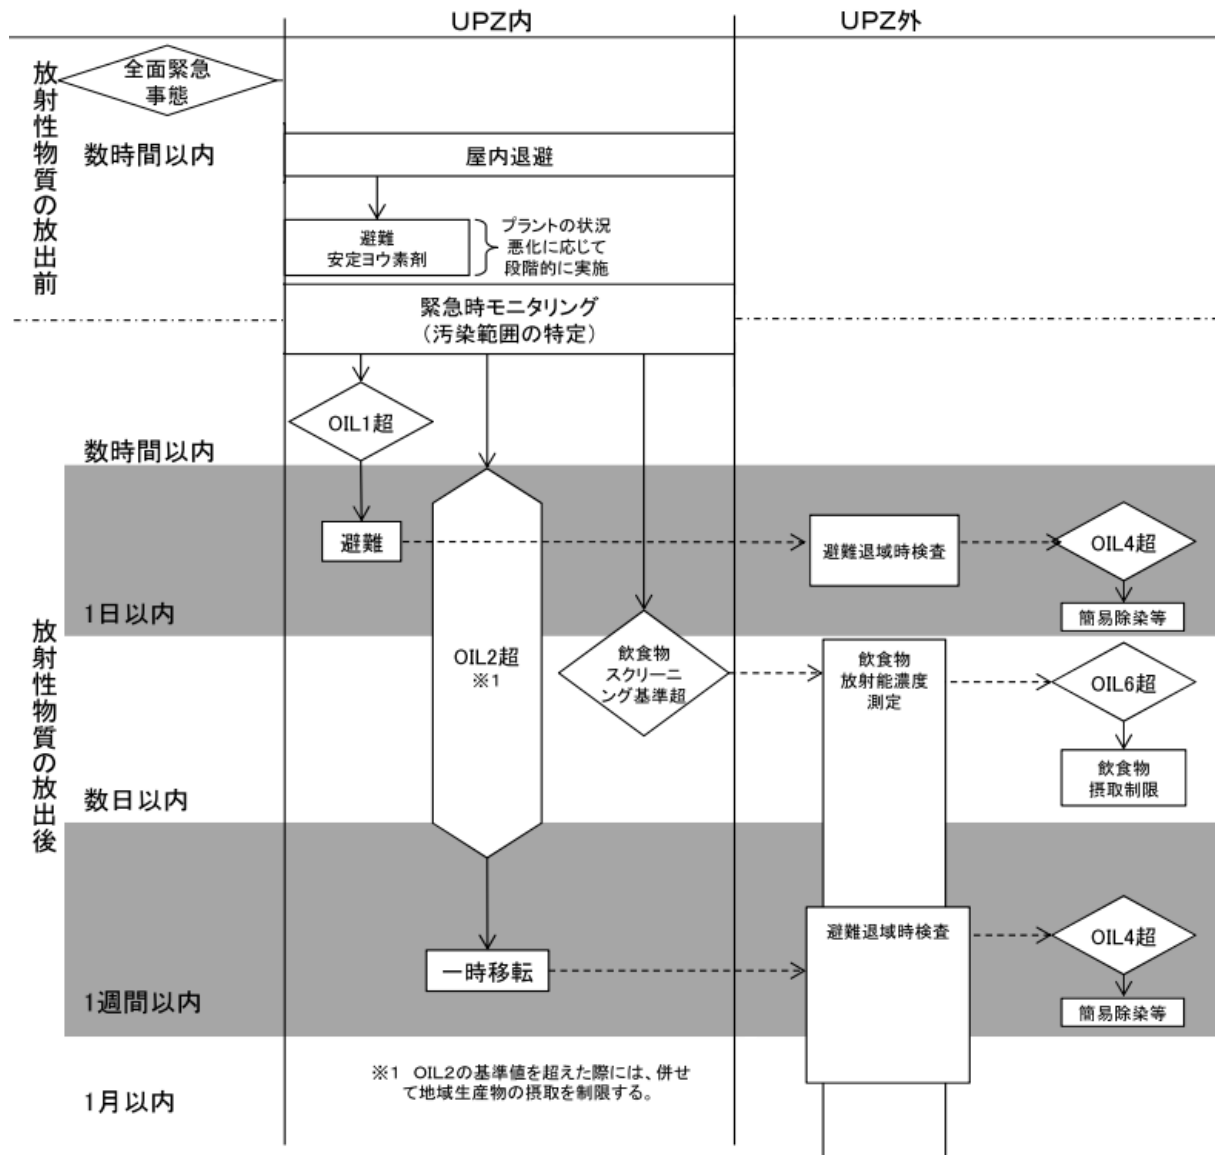 UPZ内
UPZ外
放射性物質の放出前
全面緊急
事態
数時間以内
屋内退避
避難
安定ヨウ素剤
プラントの状況
悪化に応じて
段階的に実施
緊急時モニタリング
（汚染範囲の特定）
放射性物質の放出後
OIL1超
数時間以内
避難
避難退域時検査
OIL4超
簡易除染等
1日以内
OIL2超
※1
飲食物
スクリーニ
ング基準超
飲食物
放射能濃度
測定
OIL6超
飲食物
摂取制限
数日以内
一時移転
避難退域時検査
OIL4超
簡易除染等
1週間以内
※1　OIL2の基準値を超えた際には、併せ
て地域生産物の摂取を制限する。
1月以内